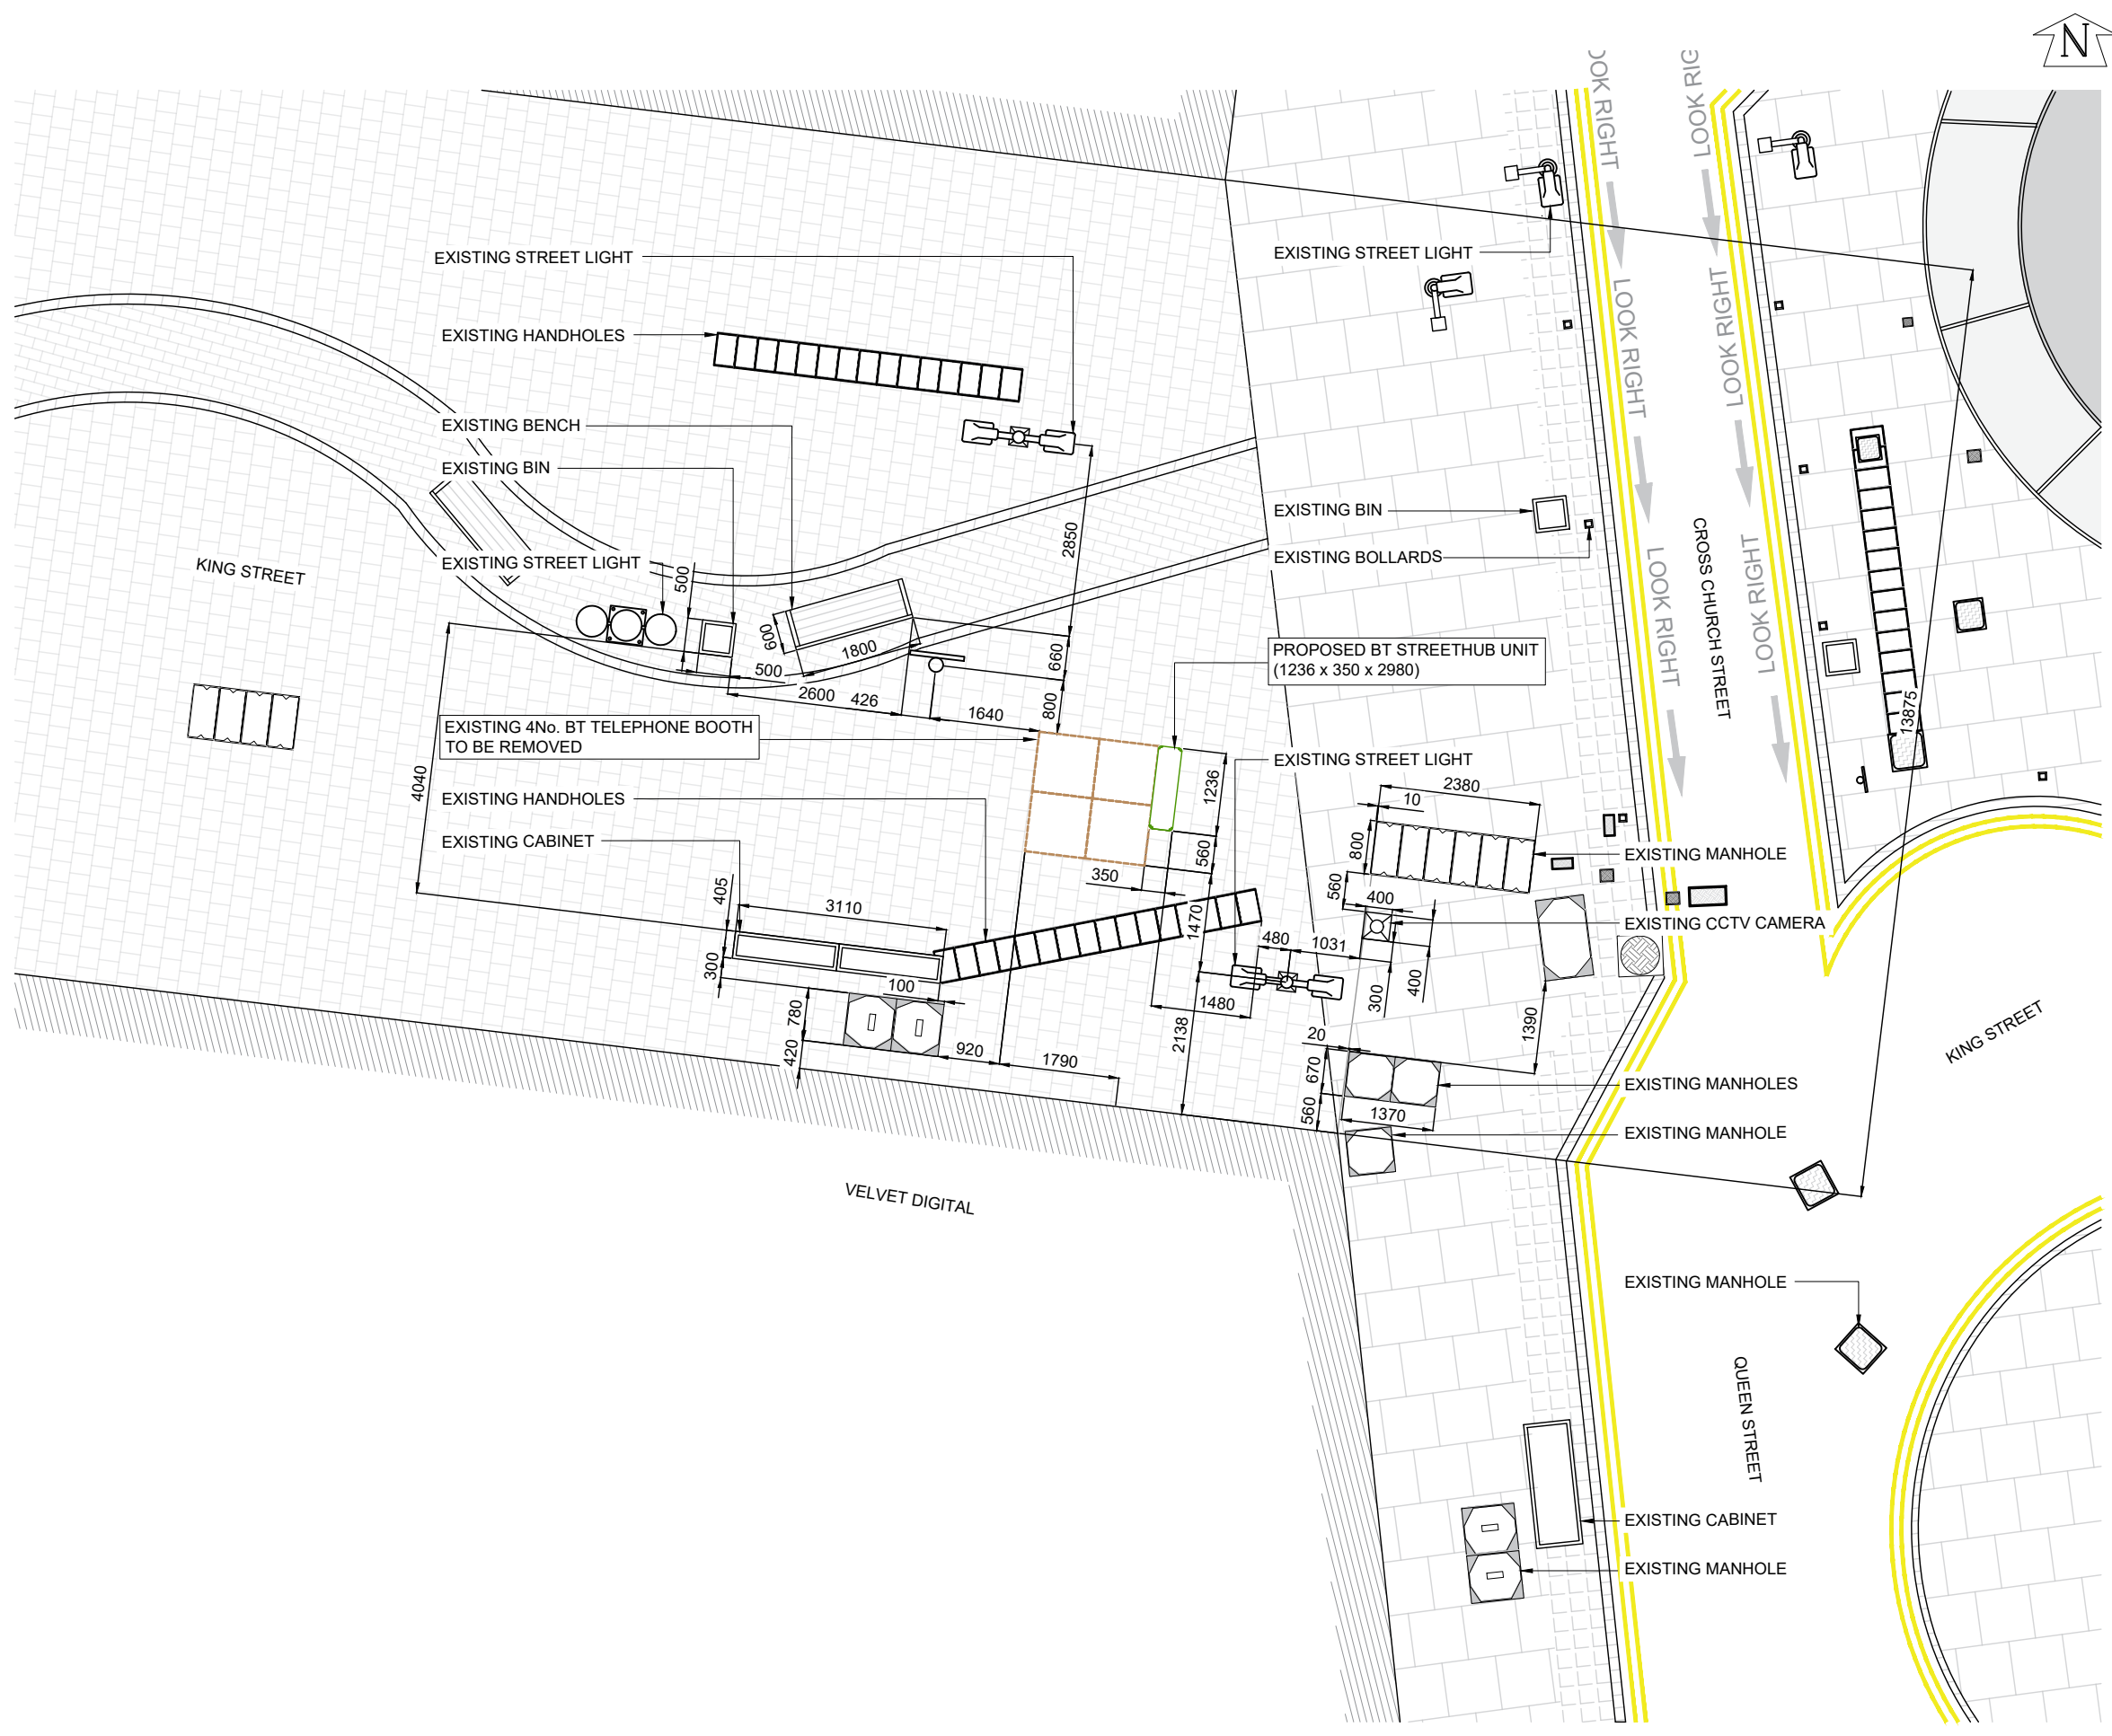 N
OOK RIGHT
LOOK RIG
LOOK RIGHT
EXISTING STREET LIGHT
EXISTING STREET LIGHT
EXISTING HANDHOLES
LOOK RIGHT
LOOK RIGHT
EXISTING BENCH
EXISTING BIN
EXISTING BIN
2850
EXISTING BOLLARDS
CROSS CHURCH STREET
LOOK RIGHT
LOOK RIGHT
KING STREET
EXISTING STREET LIGHT
500
600
1800
660
PROPOSED BT STREETHUB UNIT
(1236 x 350 x 2980)
500
2600
426
1640
800
13875
EXISTING 4No. BT TELEPHONE BOOTH
TO BE REMOVED
EXISTING STREET LIGHT
4040
1236
2380
10
EXISTING HANDHOLES
EXISTING CABINET
800
560
EXISTING MANHOLE
350
405
3110
560
400
1470
EXISTING CCTV CAMERA
480
1031
300
100
400
300
1480
780
2138
20
1390
KING STREET
420
920
1790
670
EXISTING MANHOLES
560
1370
EXISTING MANHOLE
VELVET DIGITAL
EXISTING MANHOLE
QUEEN STREET
EXISTING CABINET
EXISTING MANHOLE